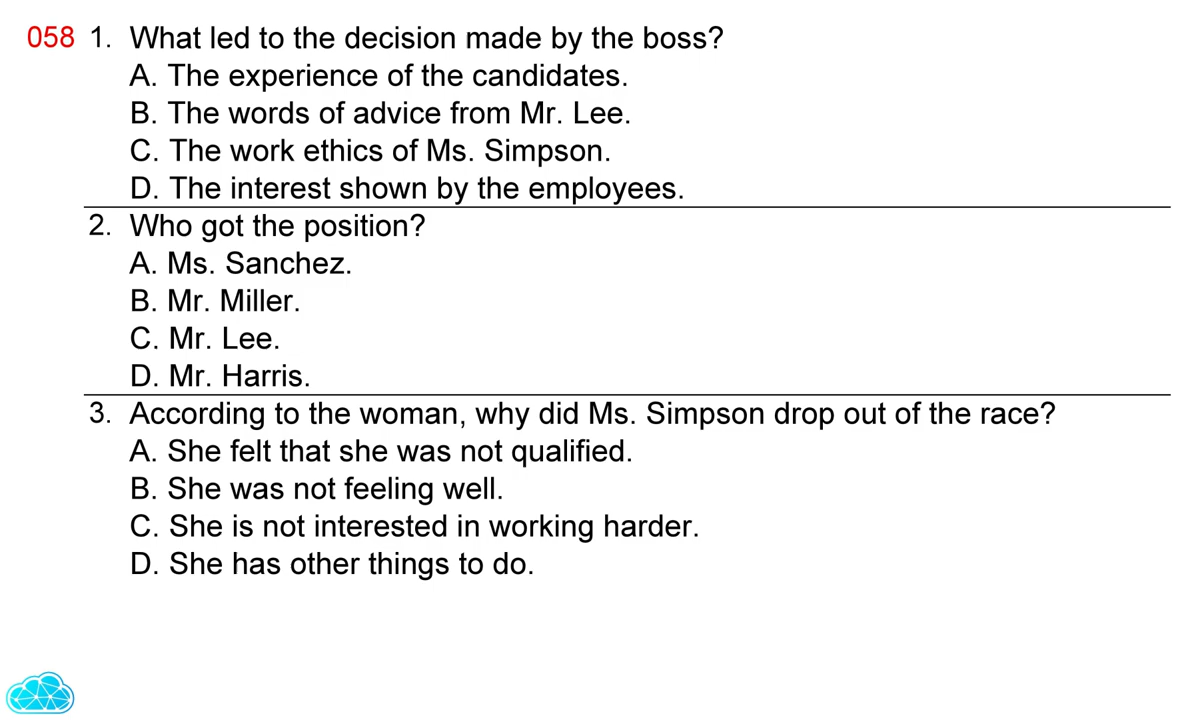 058 1. What led to the decision made by the boss?
A. The experience of the candidates.
B. The words of advice from Mr. Lee.
C. The work ethics of Ms. Simpson.
D. The interest shown by the employees.
2. Who got the position?
A. Ms. Sanchez.
B. Mr. Miller.
C. Mr. Lee.
D. Mr. Harris.
3. According to the woman, why did Ms. Simpson drop out of the race?
A. She felt that she was not qualified.
B. She was not feeling well.
C. She is not interested in working harder.
D. She has other things to do.